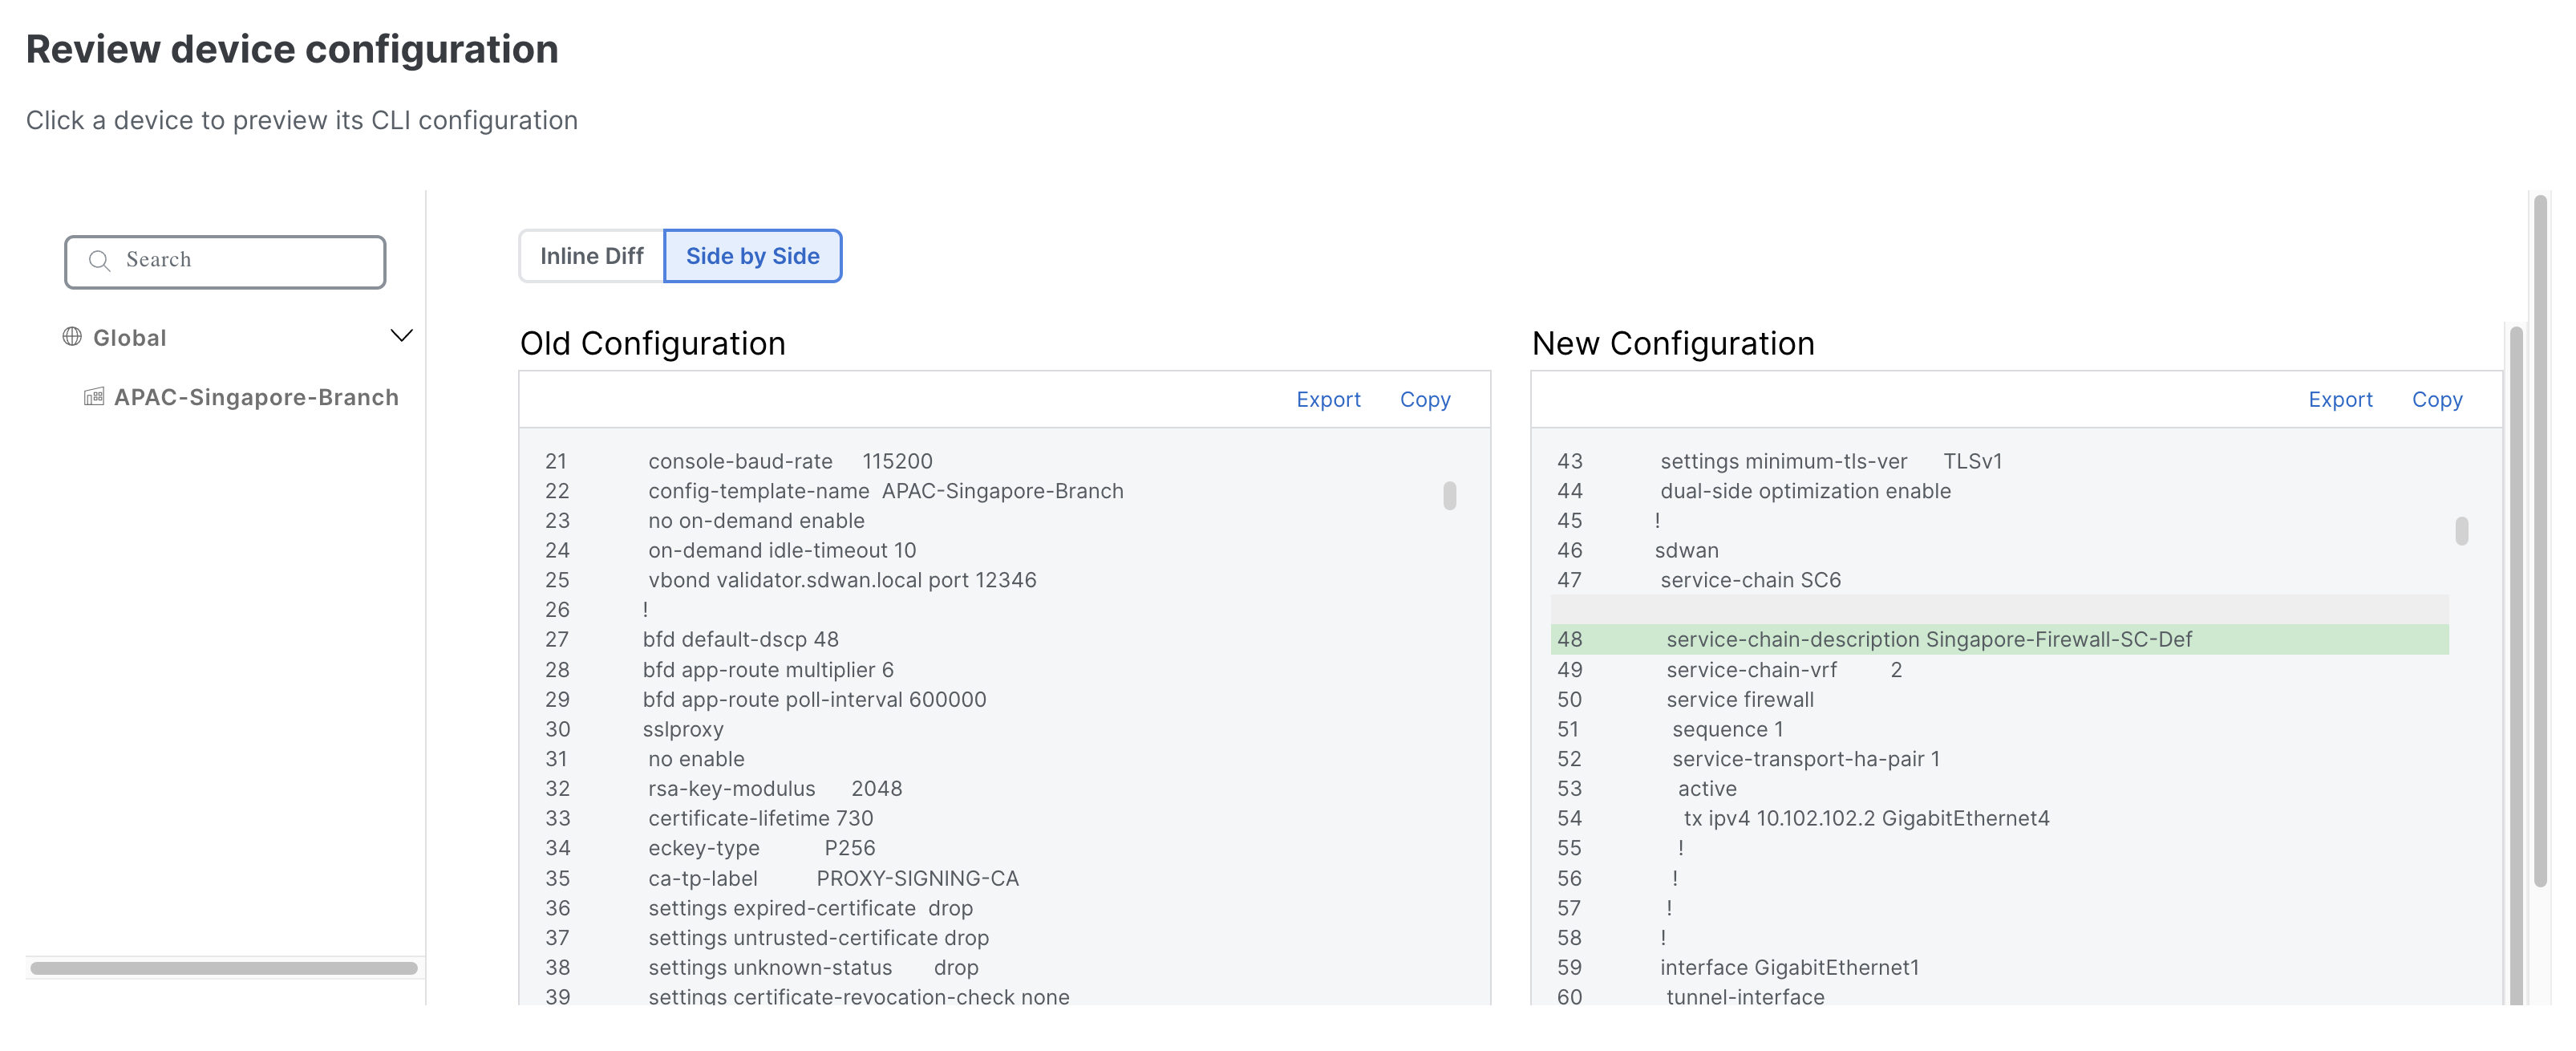 Review device configuration
Click a device to preview its CLI configuration
Search
Global
APAC-Singapore-Branch
Inline Diff
Side by Side
Old Configuration
Export Copy
21 console-baud-rate 115200
22 config-template-name APAC-Singapore-Branch
23 no on-demand enable
24 on-demand idle-timeout 10
25 vbond validator.sdwan.local port 12346
26 !
27 bfd default-dscp 48
28 bfd app-route multiplier 6
29 bfd app-route poll-interval 600000
30 sslproxy
31 no enable
32 rsa-key-modulus 2048
33 certificate-lifetime 730
34 eckey-type P256
35 ca-tp-label PROXY-SIGNING-CA
36 settings expired-certificate drop
37 settings untrusted-certificate drop
38 settings unknown-status drop
39 settings certificate-revocation-check none
New Configuration
Export Copy
43 settings minimum-tls-ver TLSv1
44 dual-side optimization enable
45 !
46 sdwan
47 service-chain SC6
48 service-chain-description Singapore-Firewall-SC-Def
49 service-chain-vrf 2
50 service firewall
51 sequence 1
52 service-transport-ha-pair 1
53 active
54 tx ipv4 10.102.102.2 GigabitEthernet4
55 !
56 !
57 !
58 !
59 interface GigabitEthernet1
60 tunnel-interface